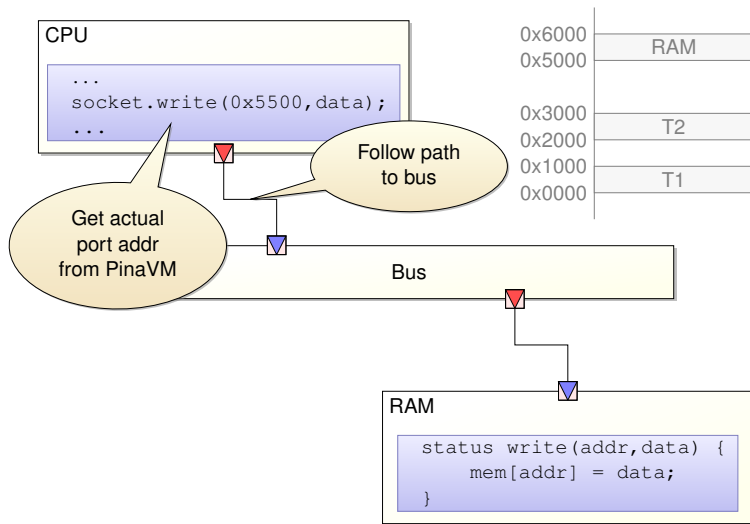 CPU
...
socket.write(0x5500,data);
...
0x6000
RAM
0x5000
0x3000
T2
0x2000
0x1000
T1
0x0000
Follow path
to bus
Get actual
port addr
from PinaVM
Bus
RAM
status write(addr,data) {
mem[addr] = data;
}